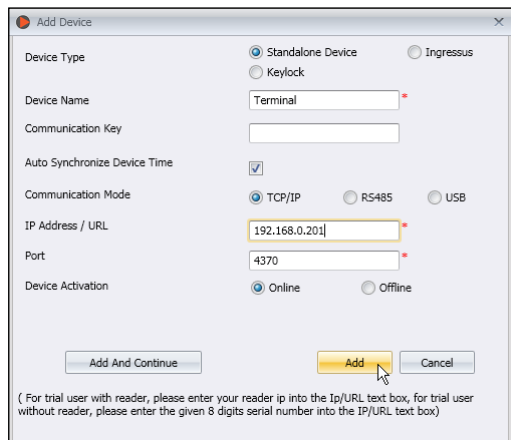 Add Device
Device Type
Standalone Device
Ingressus
Keylock
Device Name
Terminal
*
Communication Key
Auto Synchronize Device Time
Communication Mode
TCP/IP
RS485
USB
IP Address / URL
192.168.0.201
*
Port
4370
*
Device Activation
Online
Offline
Add And Continue
Add
Cancel
( For trial user with reader, please enter your reader ip into the Ip/URL text box, for trial user
without reader, please enter the given 8 digits serial number into the IP/URL text box)